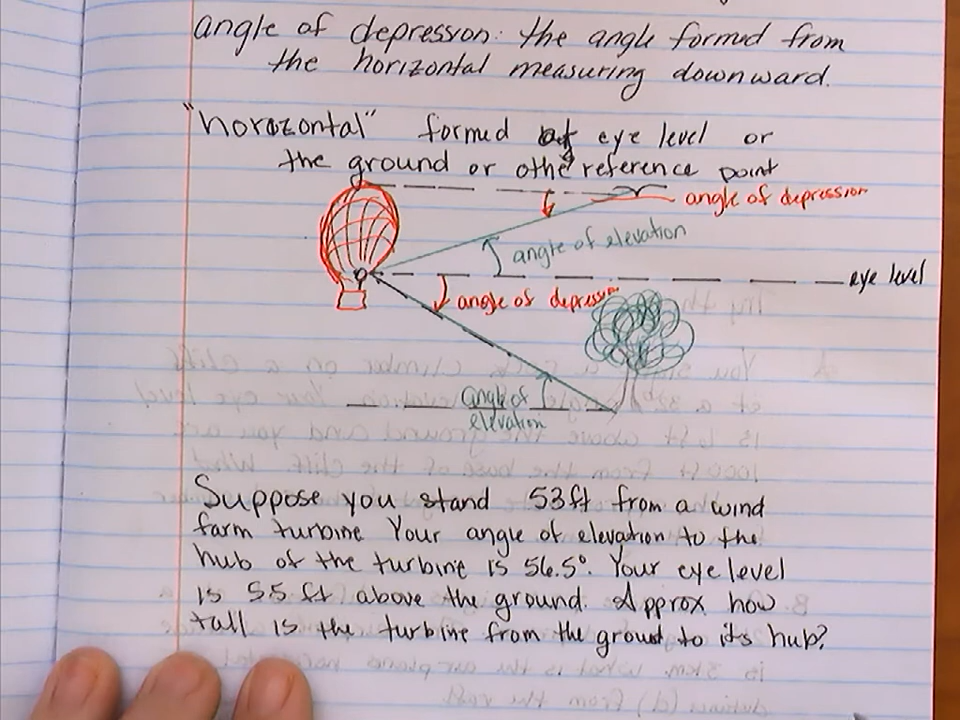 angle of depression: the angle formed from
the horizontal measuring downward.
"horozontal" formed at eye level or
the ground or othe reference point
angle of depression
angle of elevation
eye level
angle of depression
angle of
elevation
Suppose you stand 53ft from a wind
farm turbine Your angle of elevation to the
hub of the turbine is 56.5°. Your eye level
is 5.5 ft above the ground. Approx how
tall is the turbine from the ground to its hub?